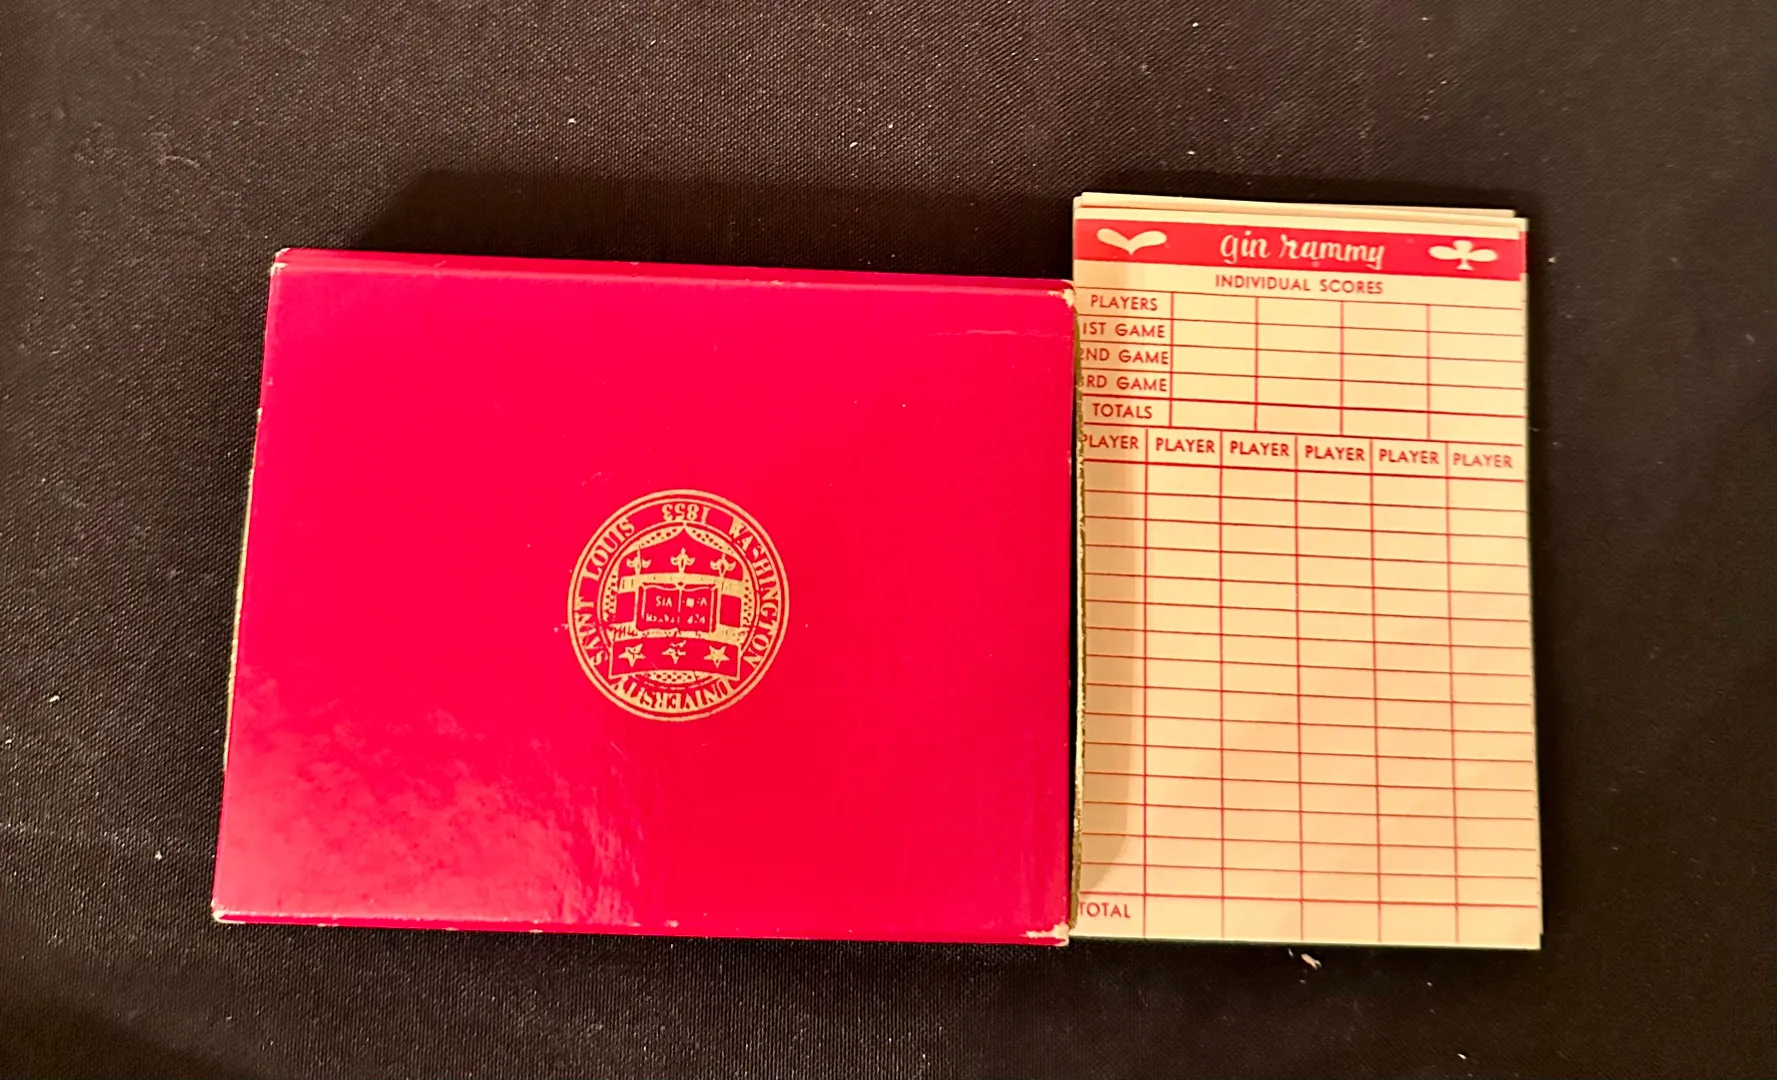 SAINT LOUIS 1853 WASHINGTON UNIVERSITY
gin rummy
INDIVIDUAL SCORES
PLAYERS
1ST GAME
2ND GAME
3RD GAME
TOTALS
PLAYER PLAYER PLAYER PLAYER PLAYER PLAYER
TOTAL